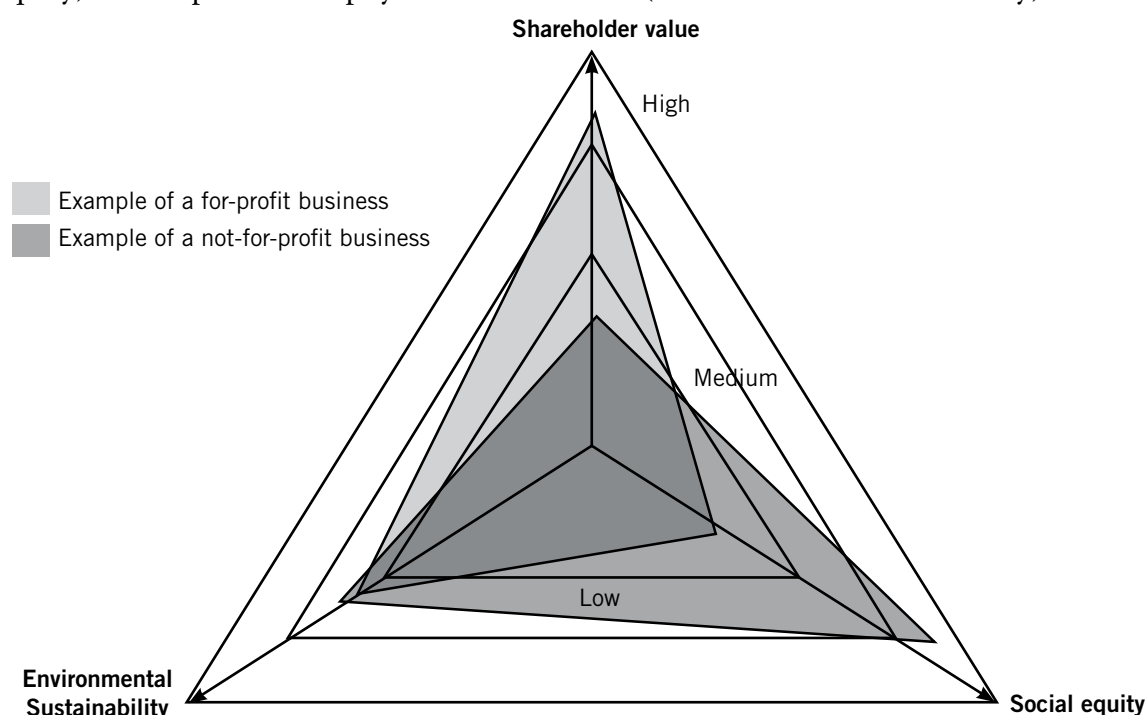 Shareholder value
High
Example of a for-profit business
Example of a not-for-profit business
Medium
Low
Environmental
Sustainability
Social equity